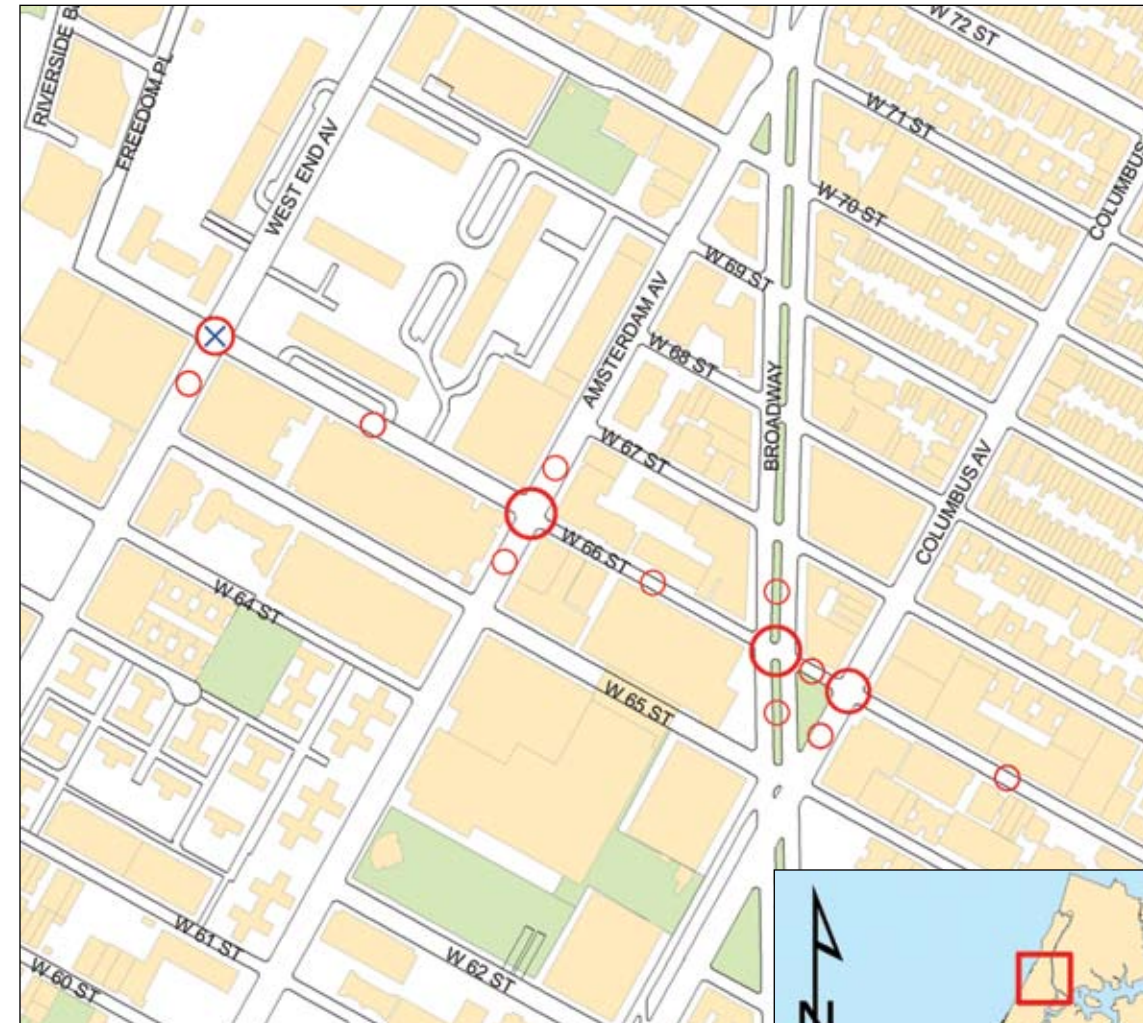 W 72 ST
RIVERSIDE B
FREEDOM PL
WEST END AV
W 71 ST
COLUMBUS
W 70 ST
W 69 ST
AMSTERDAM AV
W 68 ST
BROADWAY
W 67 ST
COLUMBUS AV
W 66 ST
W 64 ST
W 65 ST
W 61 ST
W 62 ST
W 60 ST
N